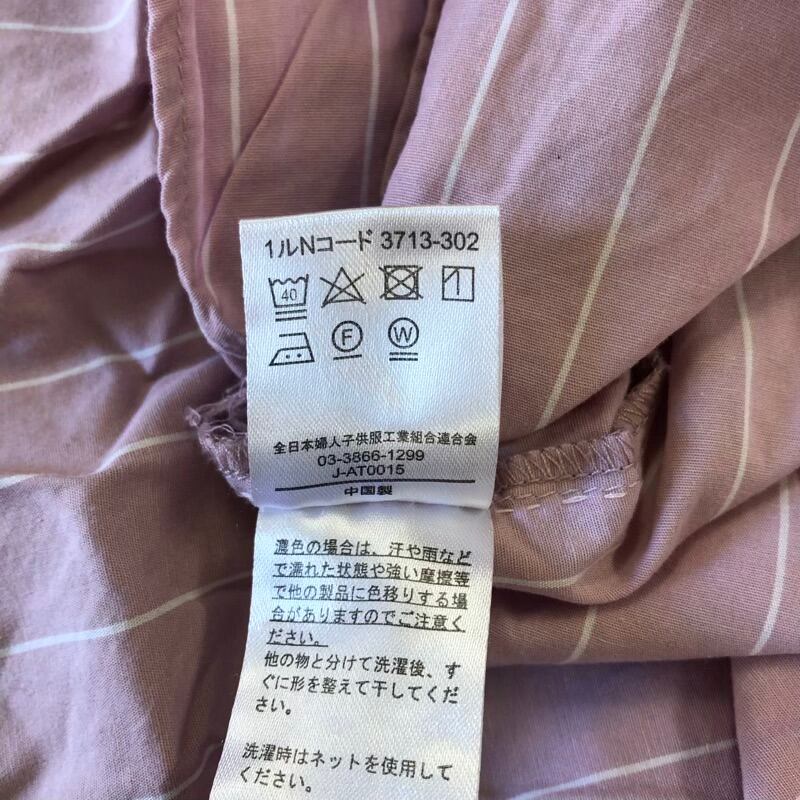 1ルNコード 3713-302
40
F
W
全日本婦人子供服工業組合連合会
03-3866-1299
J-AT0015
中国製
濃色の場合は、汗や雨など
で濡れた状態や強い摩擦等
で他の製品に色移りする場
合がありますのでご注意く
ださい。
他の物と分けて洗濯後、す
ぐに形を整えて干してくだ
さい。
洗濯時はネットを使用して
ください。